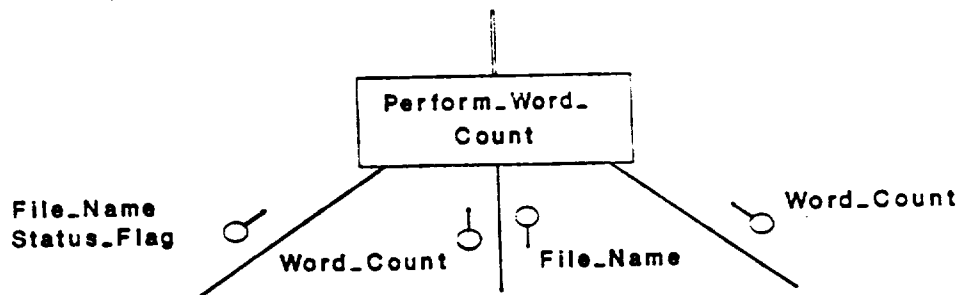 Perform_Word_
Count
File_Name
Status_Flag
Word_Count
File_Name
Word_Count